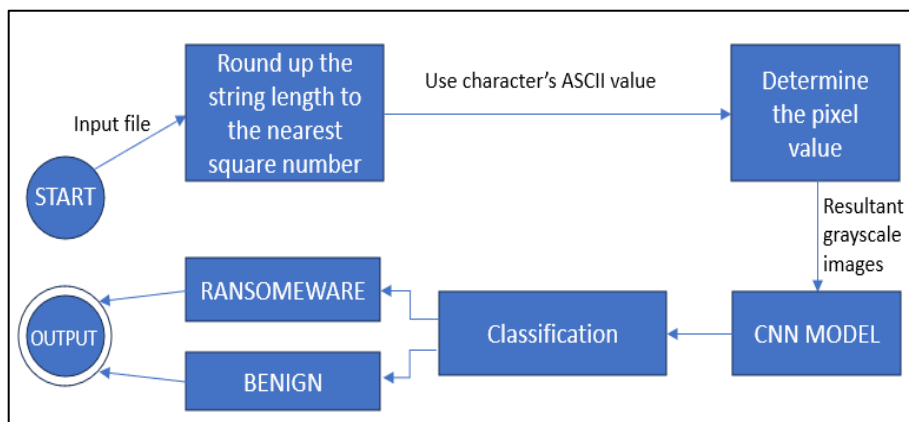 START
Input file
Round up the
string length to
the nearest
square number
Use character's ASCII value
Determine
the pixel
value
Resultant
grayscale
images
CNN MODEL
Classification
RANSOMEWARE
BENIGN
OUTPUT